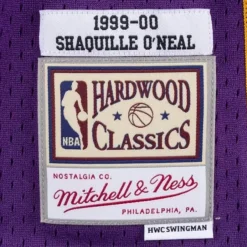 1999-00
SHAQUILLE O'NEAL
HARDWOOD
NBA
CLASSICS
NOSTALGIA CO.
Mitchell & Ness
PHILADELPHIA, PA.
HWC SWINGMAN